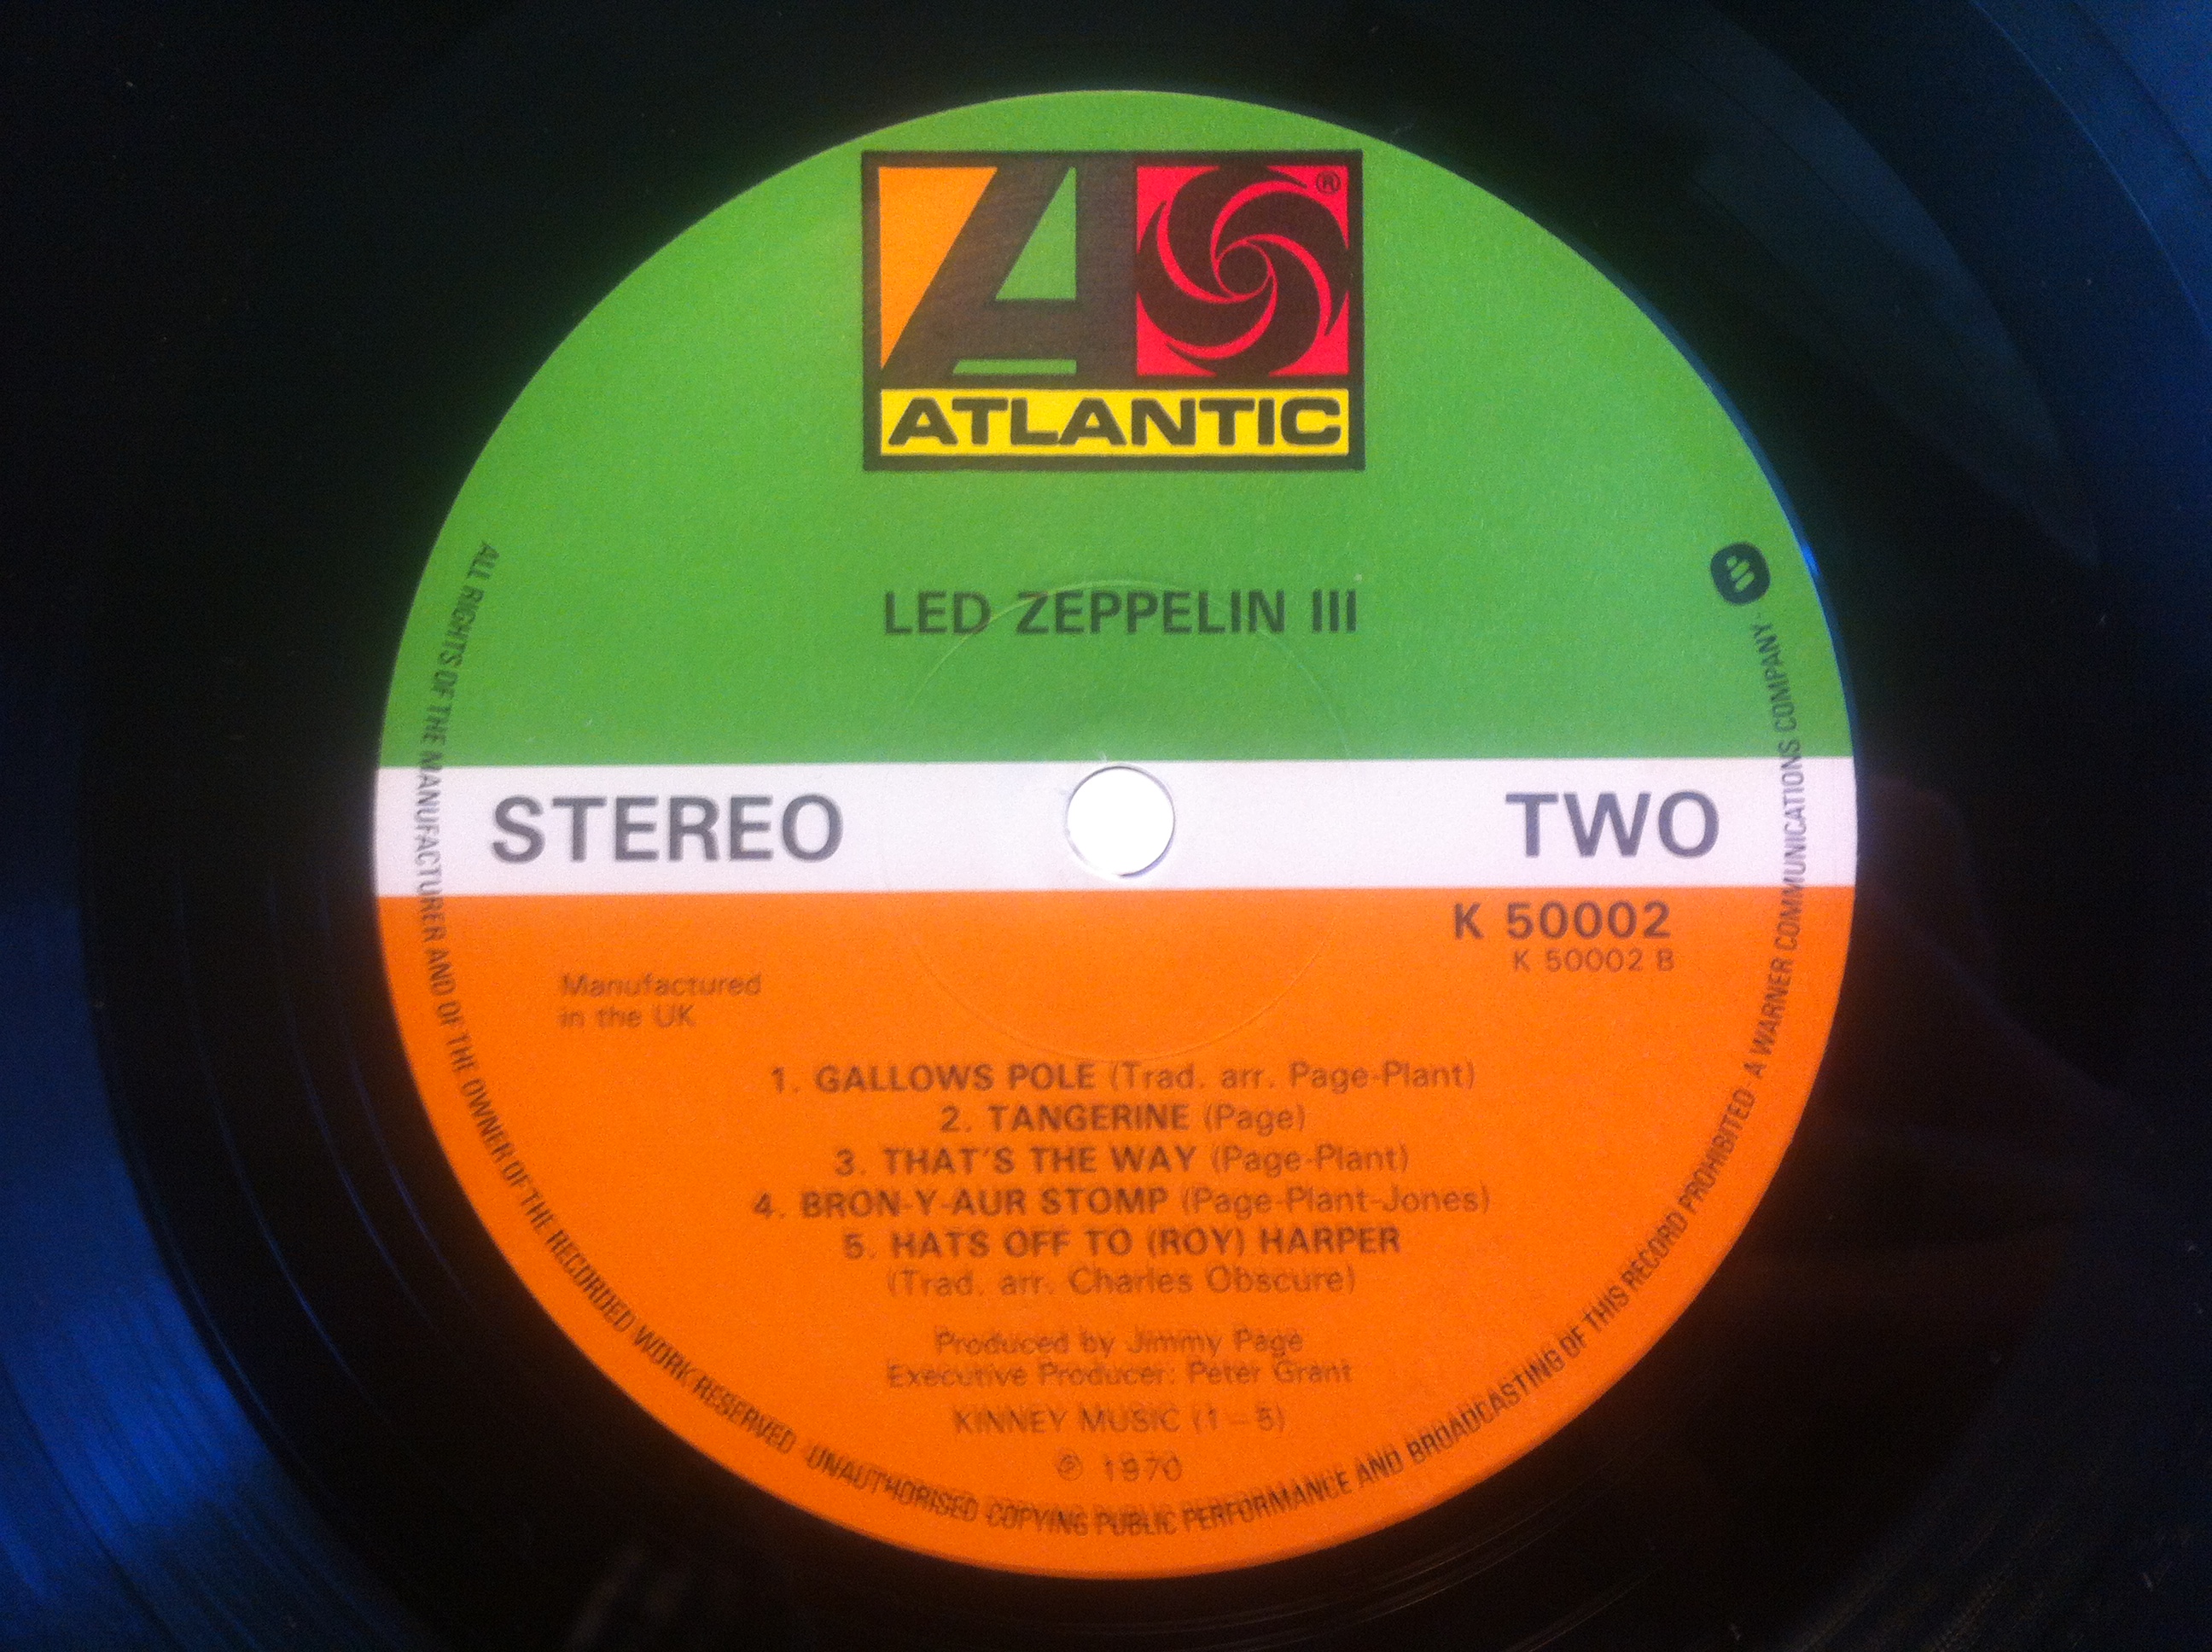 ®
ATLANTIC
LED ZEPPELIN III
STEREO
TWO
K 50002
K 50002 B
Manufactured
in the UK
1. GALLOWS POLE (Trad. arr. Page-Plant)
2. TANGERINE (Page)
3. THAT'S THE WAY (Page-Plant)
4. BRON-Y-AUR STOMP (Page-Plant-Jones)
5. HATS OFF TO (ROY) HARPER
(Trad. arr. Charles Obscure)
Produced by Jimmy Page
Executive Producer: Peter Grant
KINNEY MUSIC (1-5)
℗ 1970
ALL RIGHTS OF THE MANUFACTURER AND OF THE OWNER OF THE RECORDED WORK RESERVED · UNAUTHORISED COPYING PUBLIC PERFORMANCE AND BROADCASTING OF THIS RECORD PROHIBITED · A WARNER COMMUNICATIONS COMPANY ·